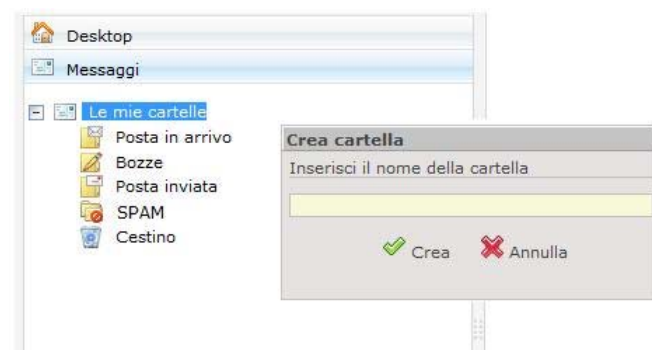 Desktop
Messaggi
Le mie cartelle
Posta in arrivo
Bozze
Posta inviata
SPAM
Cestino
Crea cartella
Inserisci il nome della cartella
Crea Annulla